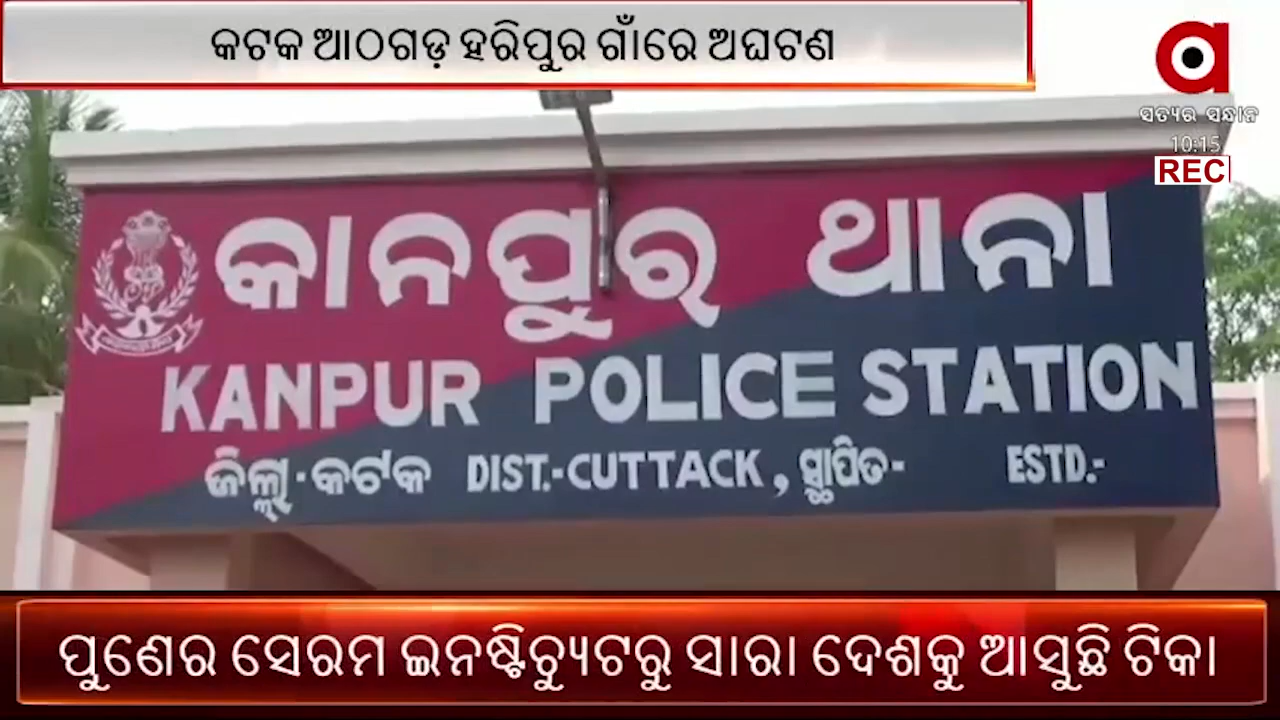 କଟକ ଆଠଗଡ଼ ହରିପୁର ଗାଁରେ ଅଘଟଣ
ସତ୍ୟର ସନ୍ଧାନ
10:15
REC
କାନପୁର୍ ଥାନା
KANPUR POLICE STATION
ଜିଲ୍ଲା-କଟକ DIST.-CUTTACK, ସ୍ଥାପିତ- ESTD.-
ପୁଣେର ସେରମ ଇନଷ୍ଟିଚ୍ୟୁଟରୁ ସାରା ଦେଶକୁ ଆସୁଛି ଟିକା